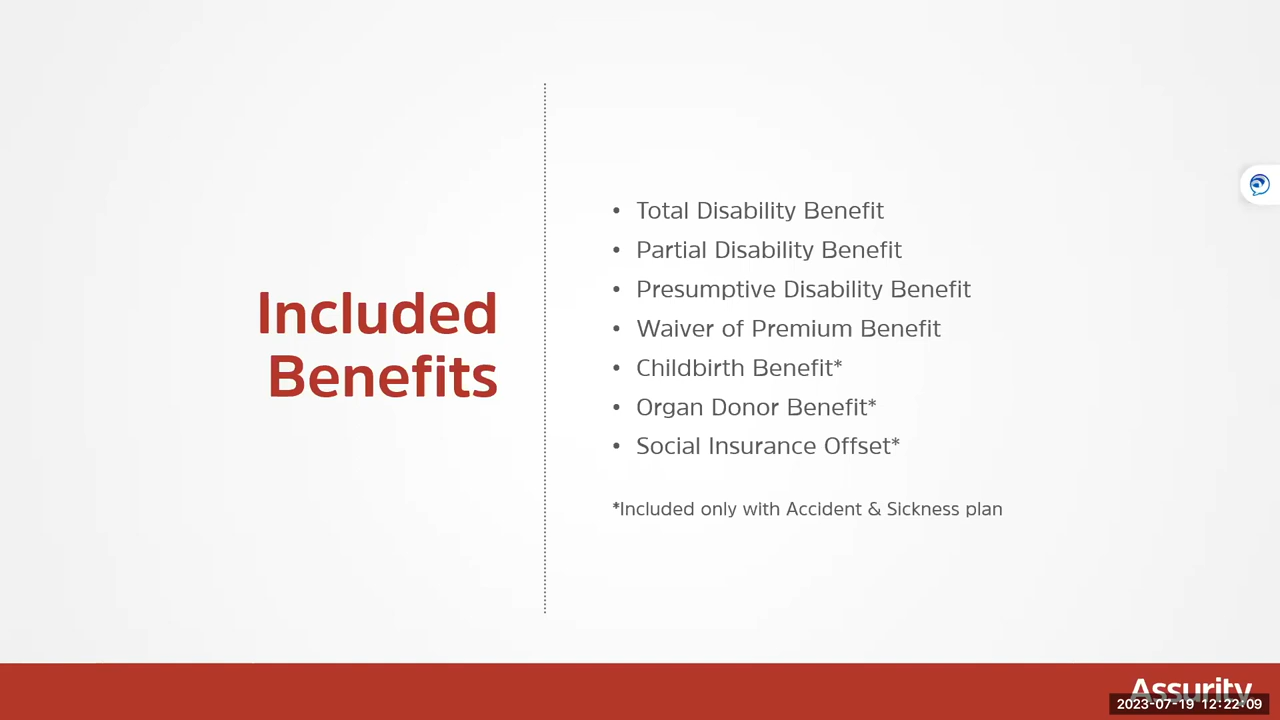 Included
Benefits
• Total Disability Benefit
• Partial Disability Benefit
• Presumptive Disability Benefit
• Waiver of Premium Benefit
• Childbirth Benefit*
• Organ Donor Benefit*
• Social Insurance Offset*
*Included only with Accident & Sickness plan
Assurity
2023-07-19 12:22:09